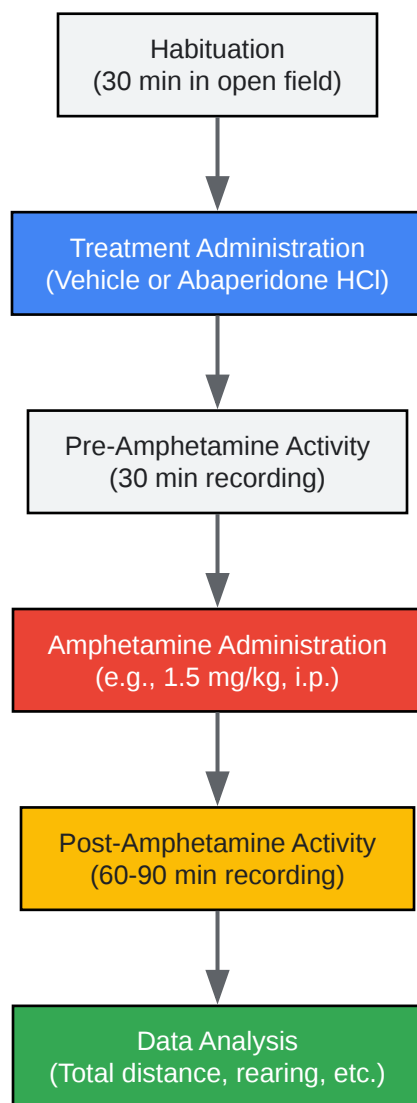 Habituation
(30 min in open field)
Treatment Administration
(Vehicle or Abaperidone HCl)
Pre-Amphetamine Activity
(30 min recording)
Amphetamine Administration
(e.g., 1.5 mg/kg, i.p.)
Post-Amphetamine Activity
(60-90 min recording)
Data Analysis
(Total distance, rearing, etc.)